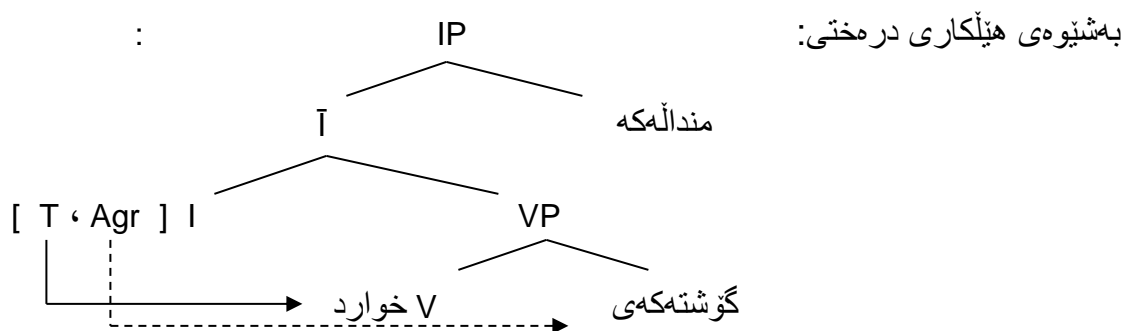 بەشێوەی هێڵکاری درەختی:
IP
:
منداڵەکە
Ī
VP
I [ Agr ، T ]
گۆشتەکەی
V خوارد